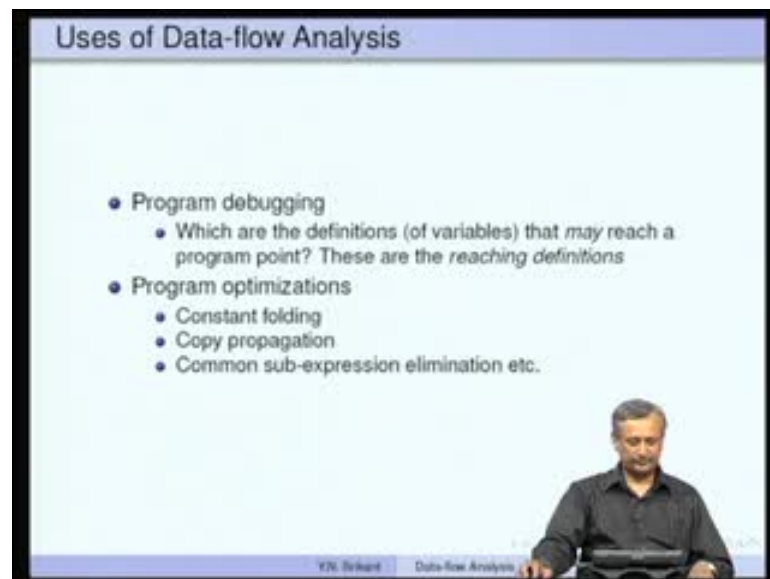 Uses of Data-flow Analysis
Program debugging
Which are the definitions (of variables) that may reach a
program point? These are the reaching definitions
Program optimizations
Constant folding
Copy propagation
Common sub-expression elimination etc.
Y.N. Srikant Data-flow Analysis